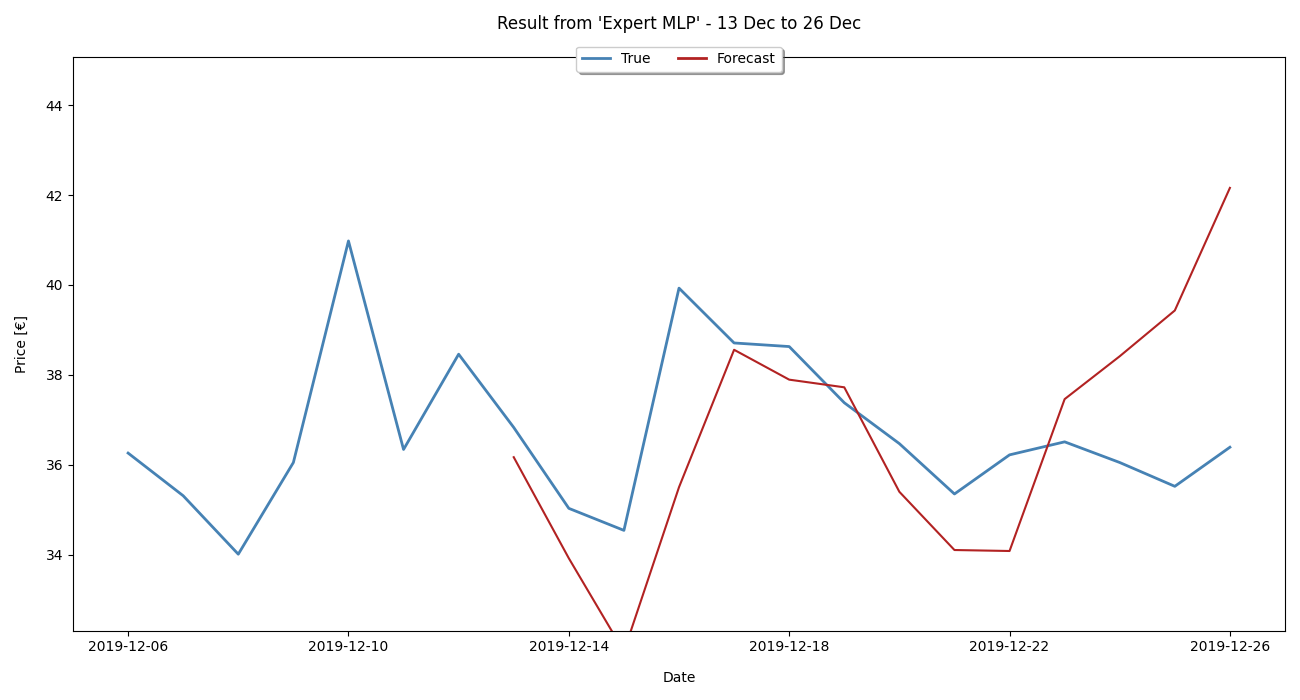 Result from 'Expert MLP' - 13 Dec to 26 Dec
True Forecast
44
42
40
38
36
34
Price [€]
2019-12-06 2019-12-10 2019-12-14 2019-12-18 2019-12-22 2019-12-26
Date